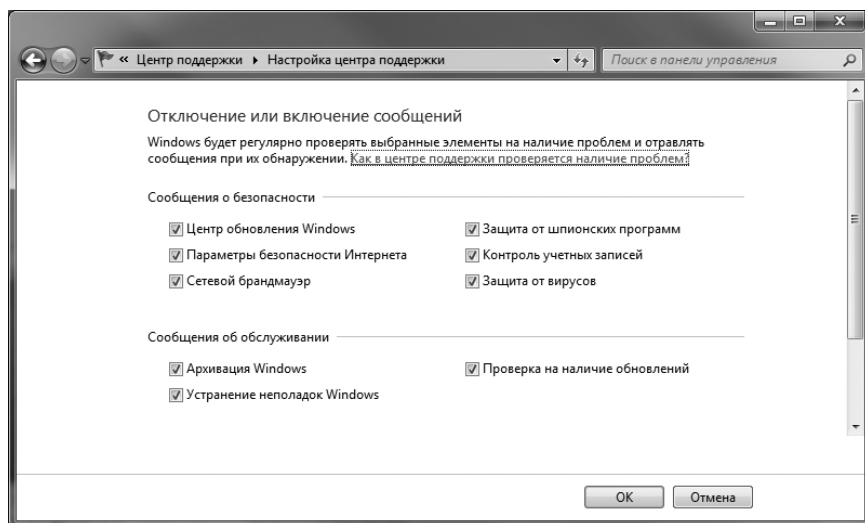 « Центр поддержки ▸ Настройка центра поддержки
Поиск в панели управления
Отключение или включение сообщений
Windows будет регулярно проверять выбранные элементы на наличие проблем и отравлять
сообщения при их обнаружении. Как в центре поддержки проверяется наличие проблем?
Сообщения о безопасности
Центр обновления Windows
Защита от шпионских программ
Параметры безопасности Интернета
Контроль учетных записей
Сетевой брандмауэр
Защита от вирусов
Сообщения об обслуживании
Архивация Windows
Проверка на наличие обновлений
Устранение неполадок Windows
ОК
Отмена